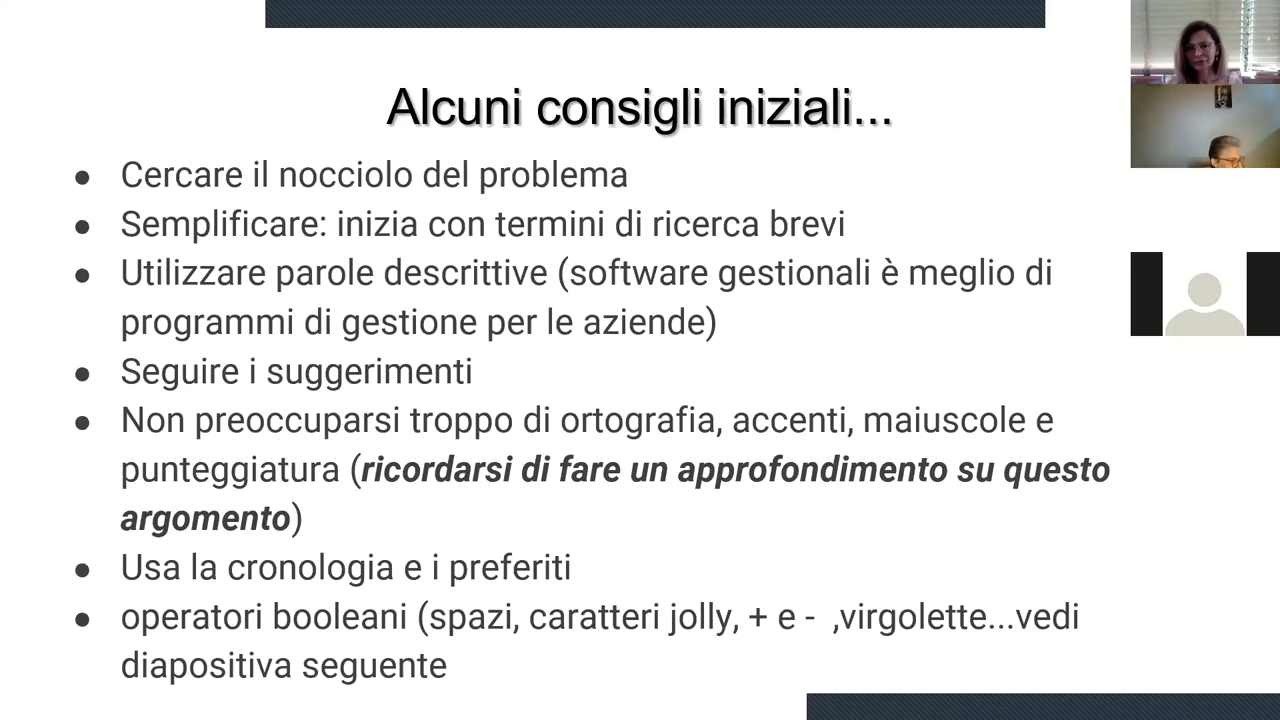 Alcuni consigli iniziali...
● Cercare il nocciolo del problema
● Semplificare: inizia con termini di ricerca brevi
● Utilizzare parole descrittive (software gestionali è meglio di
programmi di gestione per le aziende)
● Seguire i suggerimenti
● Non preoccuparsi troppo di ortografia, accenti, maiuscole e
punteggiatura (ricordarsi di fare un approfondimento su questo
argomento)
● Usa la cronologia e i preferiti
● operatori booleani (spazi, caratteri jolly, + e -  ,virgolette...vedi
diapositiva seguente